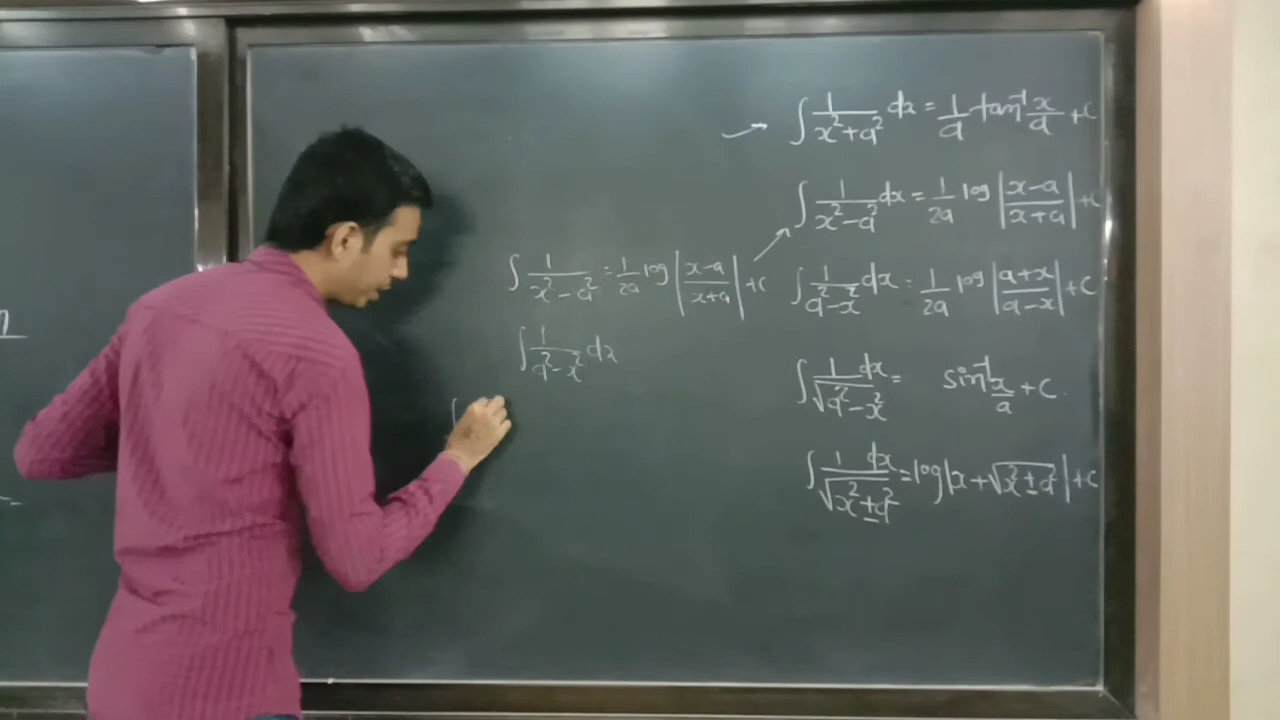 n
∫ 1/(x²+a²) dx = 1/a tan⁻¹ x/a + c
∫ 1/(x²-a²) dx = 1/2a log |(x-a)/(x+a)| + c
∫ 1/(x²-a²) = 1/2a log |(x-a)/(x+a)| + c
∫ 1/(a²-x²) dx = 1/2a log |(a+x)/(a-x)| + c
∫ 1/(a²-x²) dx
∫ 1 dx/√(a²-x²) = sin⁻¹ x/a + c.
∫
∫ 1 dx/√(x²±a²) = log |x + √(x²±a²)| + c